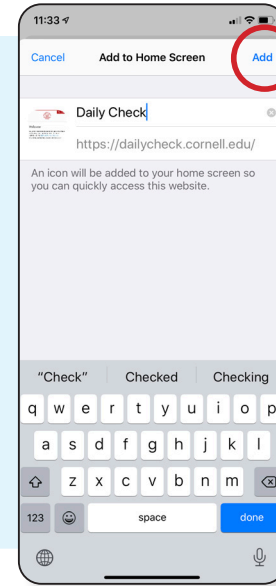 11:33
Cancel Add to Home Screen Add
Daily Check
https://dailycheck.cornell.edu/
An icon will be added to your home screen so
you can quickly access this website.
"Check" Checked Checking
q w e r t y u i o p
a s d f g h j k l
z x c v b n m
123 space done